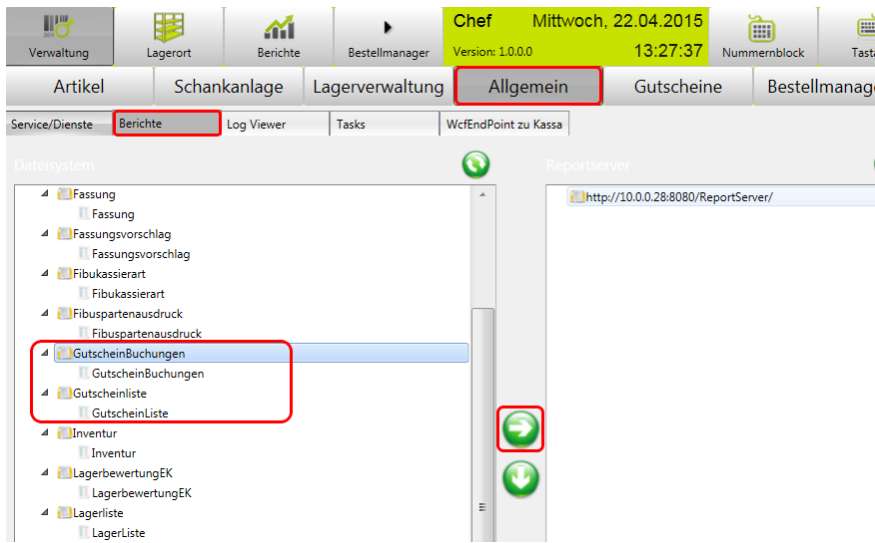 Verwaltung
Lagerort
Berichte
Bestellmanager
Chef Mittwoch, 22.04.2015
Version: 1.0.0.0 13:27:37
Nummernblock
Artikel Schankanlage Lagerverwaltung Allgemein Gutscheine
Service/Dienste Berichte Log Viewer Tasks WcfEndPoint zu Kassa
Dateisystem Reportserver
http://10.0.0.28:8080/ReportServer/
Fassung
Fassung
Fassungsvorschlag
Fassungsvorschlag
Fibukassierart
Fibukassierart
Fibuspartenausdruck
Fibuspartenausdruck
GutscheinBuchungen
GutscheinBuchungen
Gutscheinliste
GutscheinListe
Inventur
Inventur
LagerbewertungEK
LagerbewertungEK
Lagerliste
LagerListe